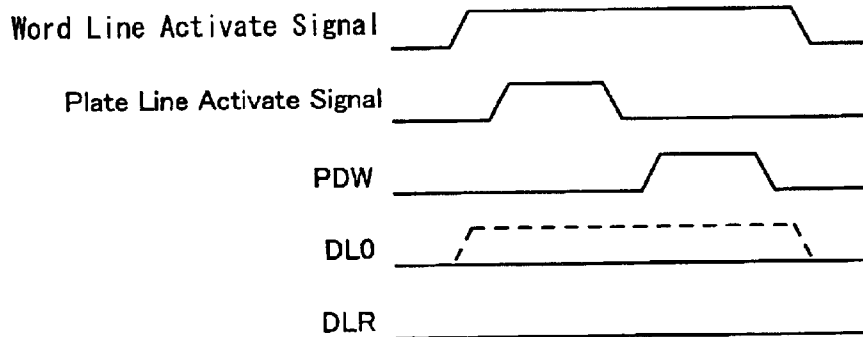 Word Line Activate Signal
Plate Line Activate Signal
PDW
DL0
DLR